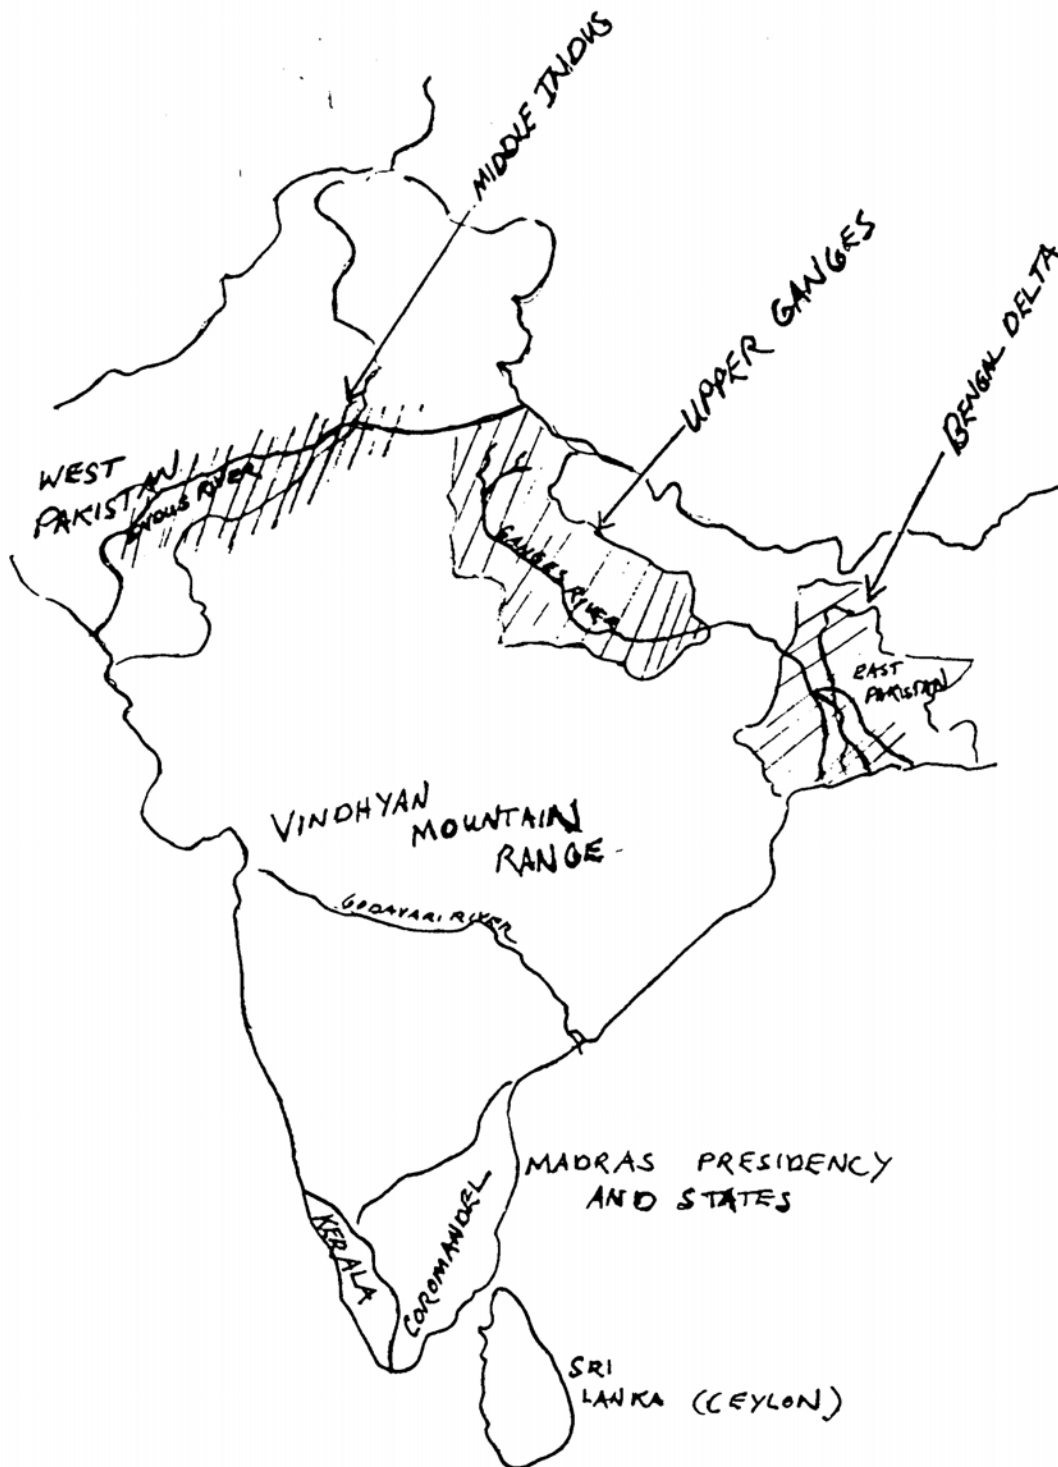 MIDDLE INDUS
UPPER GANGES
BENGAL DELTA
WEST
PAKISTAN
INDUS RIVER
GANGES RIVER
EAST
PAKISTAN
VINDHYAN
MOUNTAIN
RANGE
GODAVARI RIVER
MADRAS PRESIDENCY
AND STATES
KERALA
COROMANDEL
SRI
LANKA (CEYLON)